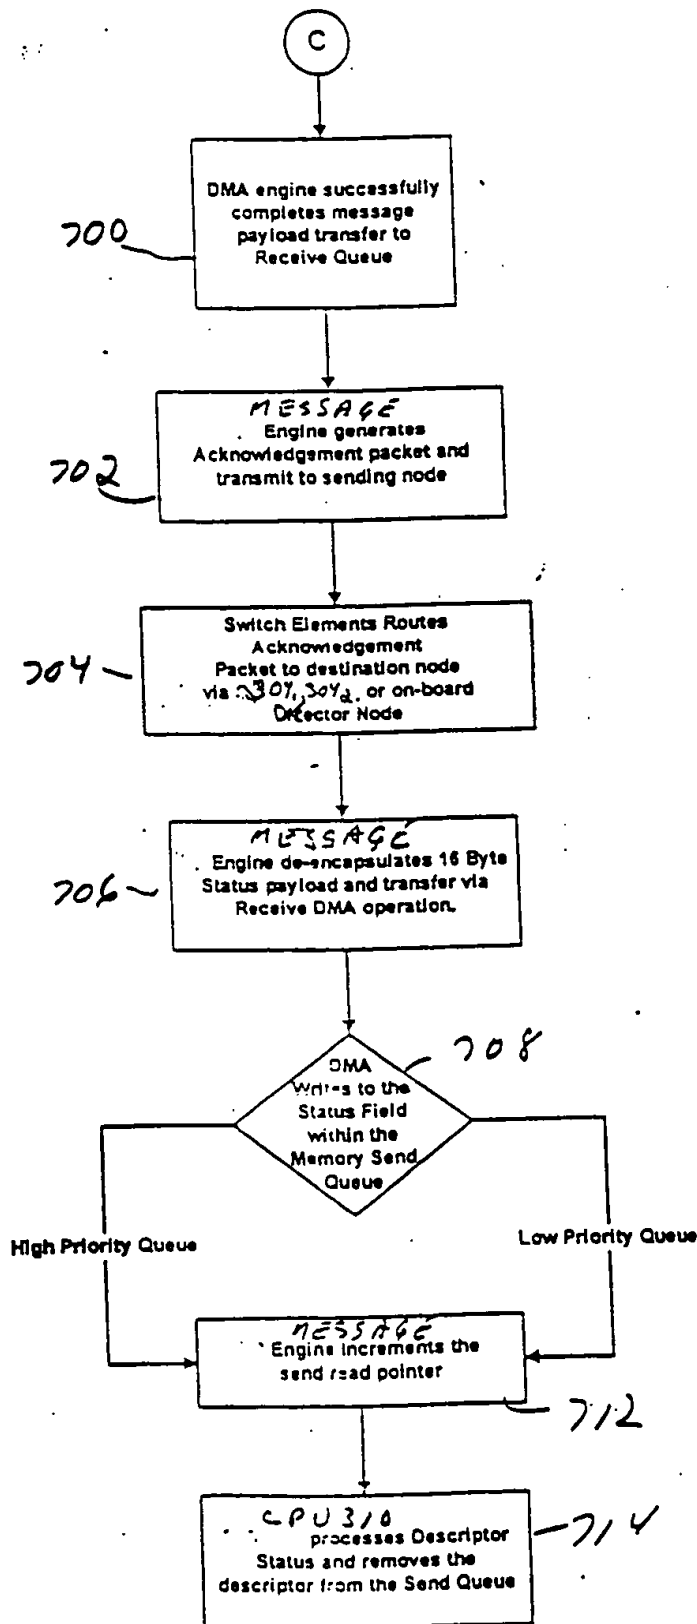 C
DMA engine successfully
completes message
payload transfer to
Receive Queue
700
MESSAGE
Engine generates
Acknowledgement packet and
transmit to sending node
702
Switch Elements Routes
Acknowledgement
Packet to destination node
via 304₁, 304₂ or on-board
Director Node
704
MESSAGE
Engine de-encapsulates 16 Byte
Status payload and transfer via
Receive DMA operation.
706
708
DMA
Writes to the
Status Field
within the
Memory Send
Queue
High Priority Queue
Low Priority Queue
MESSAGE
Engine increments the
send read pointer
712
CPU 310
processes Descriptor
Status and removes the
descriptor from the Send Queue
714